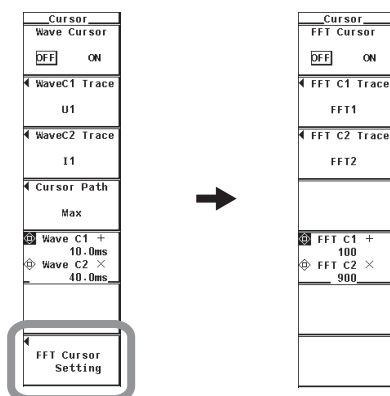 Cursor
Wave Cursor
OFF ON
WaveC1 Trace
U1
WaveC2 Trace
I1
Cursor Path
Max
Wave C1 +
10.0ms
Wave C2 ×
40.0ms
FFT Cursor
Setting
Cursor
FFT Cursor
OFF ON
FFT C1 Trace
FFT1
FFT C2 Trace
FFT2
FFT C1 +
100
FFT C2 ×
900